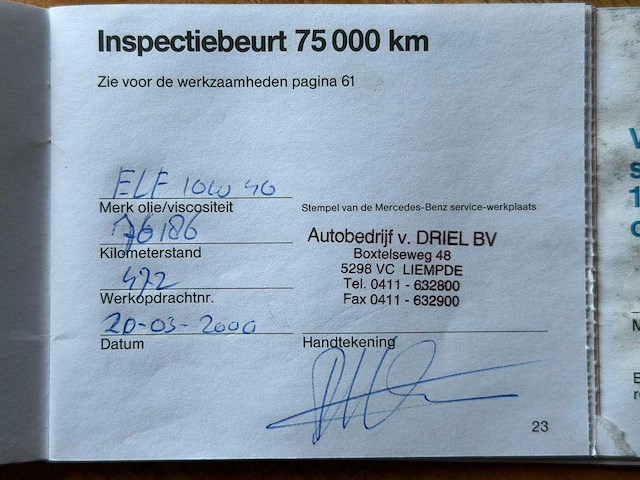 Inspectiebeurt 75 000 km
Zie voor de werkzaamheden pagina 61
ELF 10W 40
Merk olie/viscositeit
76186
Kilometerstand
472
Werkopdrachtnr.
20-03-2000
Datum
Stempel van de Mercedes-Benz service-werkplaats
Autobedrijf v. DRIEL BV
Boxtelseweg 48
5298 VC LIEMPDE
Tel. 0411 - 632800
Fax 0411 - 632900
Handtekening
23